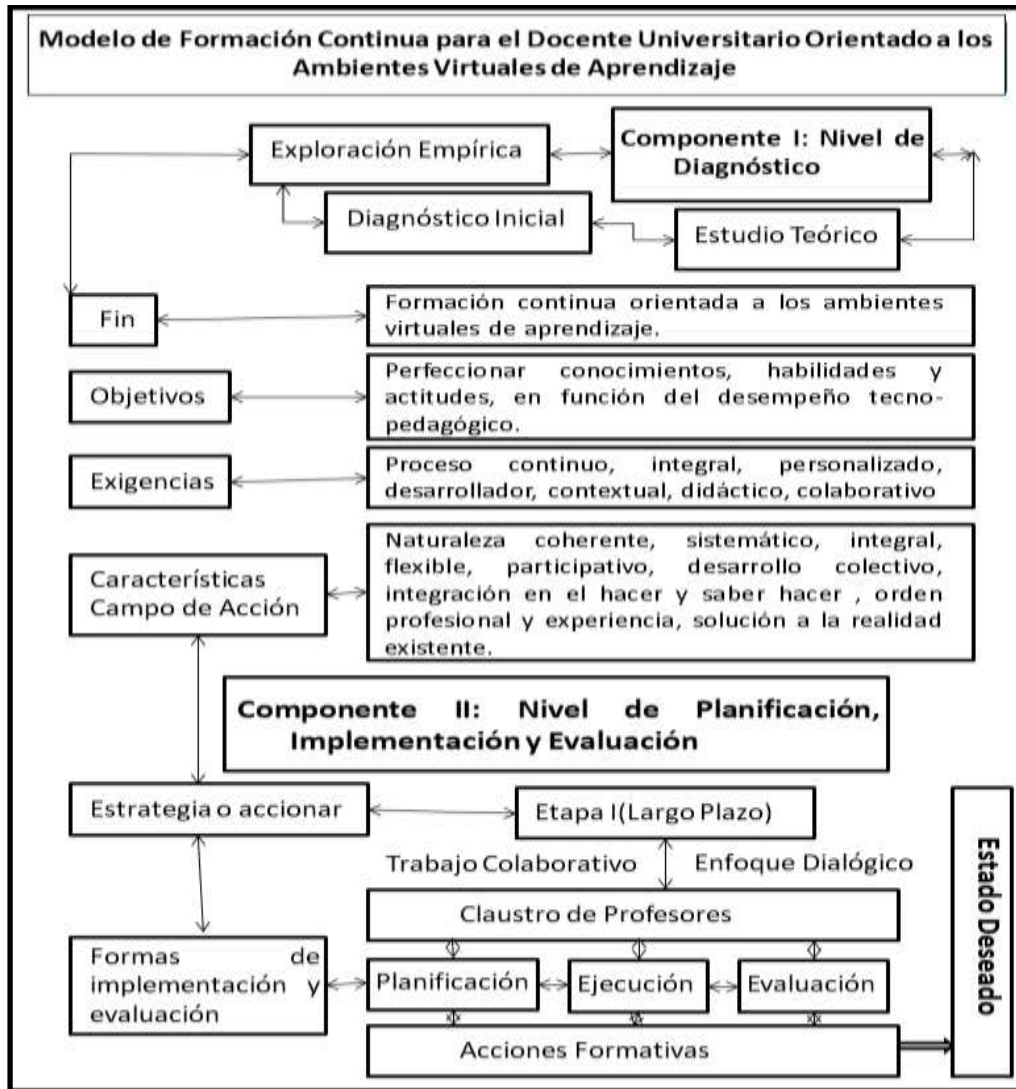 Modelo de Formación Continua para el Docente Universitario Orientado a los
Ambientes Virtuales de Aprendizaje
Exploración Empírica
Componente I: Nivel de
Diagnóstico
Diagnóstico Inicial
Estudio Teórico
Fin
Formación continua orientada a los ambientes
virtuales de aprendizaje.
Objetivos
Perfeccionar conocimientos, habilidades y
actitudes, en función del desempeño tecno-
pedagógico.
Exigencias
Proceso continuo, integral, personalizado,
desarrollador, contextual, didáctico, colaborativo
Características
Campo de Acción
Naturaleza coherente, sistemático, integral,
flexible, participativo, desarrollo colectivo,
integración en el hacer y saber hacer , orden
profesional y experiencia, solución a la realidad
existente.
Componente II: Nivel de Planificación,
Implementación y Evaluación
Estrategia o accionar
Etapa I(Largo Plazo)
Trabajo Colaborativo
Enfoque Dialógico
Claustro de Profesores
Formas de
implementación y
evaluación
Planificación
Ejecución
Evaluación
Acciones Formativas
Estado Deseado